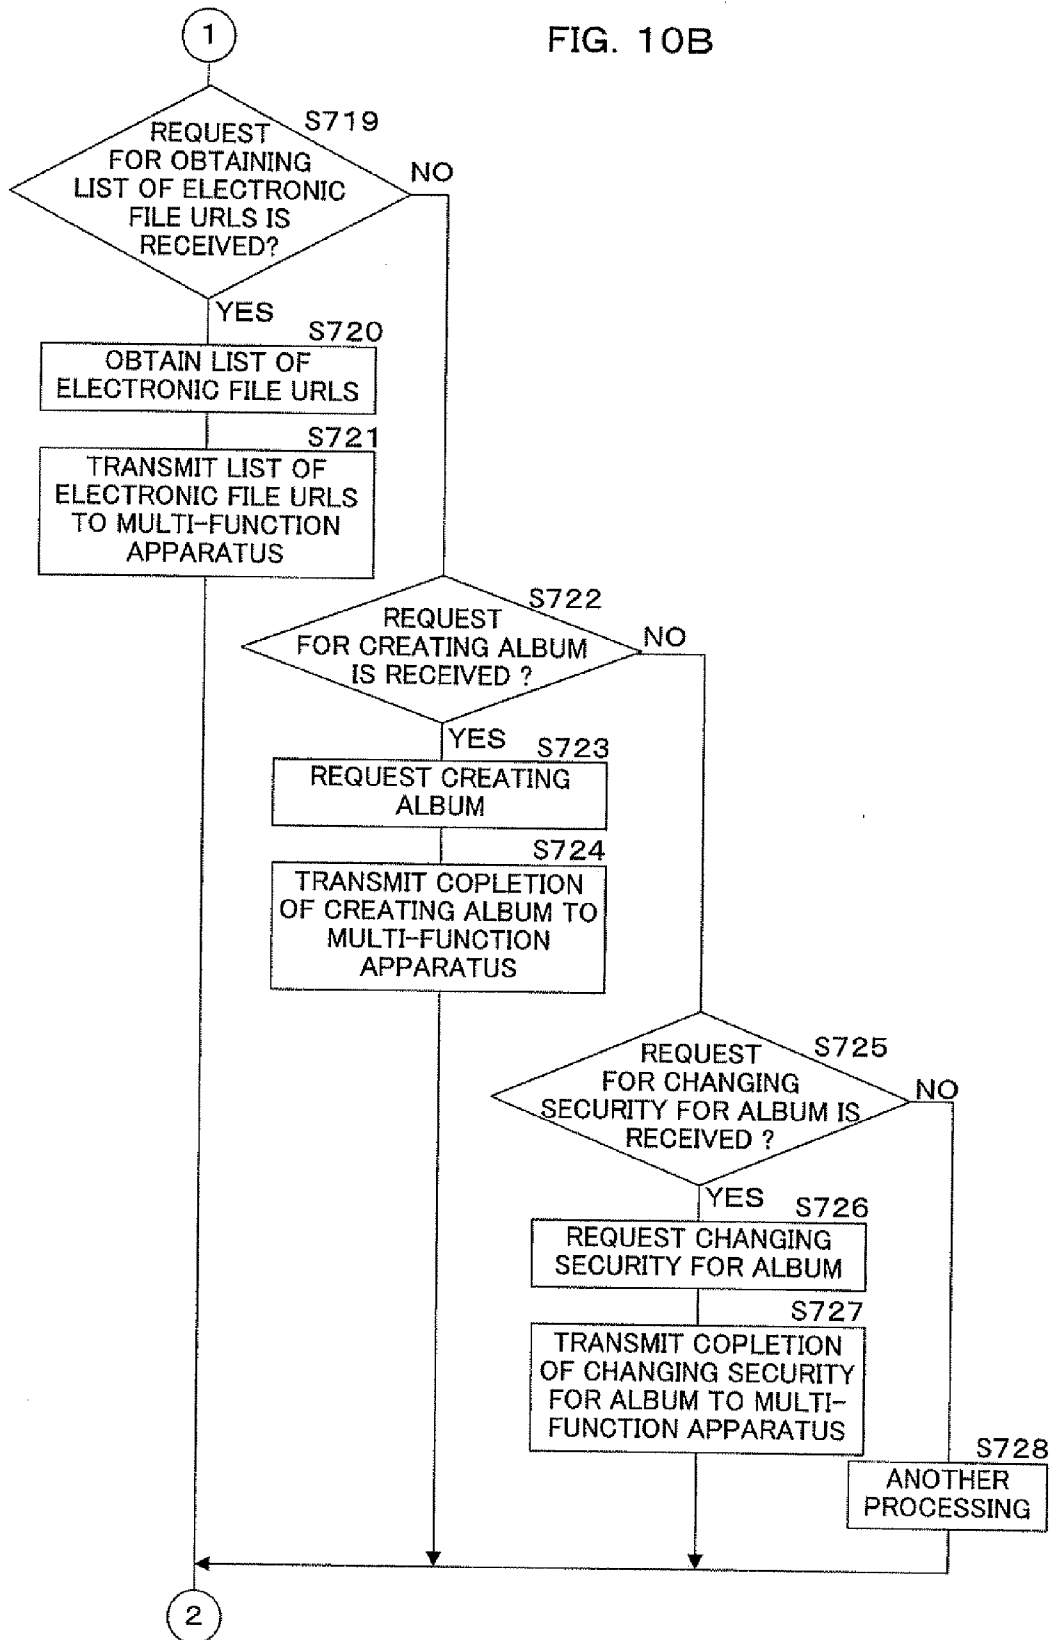 1
FIG. 10B
S719
REQUEST
FOR OBTAINING
LIST OF ELECTRONIC
FILE URLS IS
RECEIVED?
NO
YES
S720
OBTAIN LIST OF
ELECTRONIC FILE URLS
S721
TRANSMIT LIST OF
ELECTRONIC FILE URLS
TO MULTI-FUNCTION
APPARATUS
S722
REQUEST
FOR CREATING ALBUM
IS RECEIVED ?
NO
YES
S723
REQUEST CREATING
ALBUM
S724
TRANSMIT COPLETION
OF CREATING ALBUM TO
MULTI-FUNCTION
APPARATUS
S725
REQUEST
FOR CHANGING
SECURITY FOR ALBUM IS
RECEIVED ?
NO
YES
S726
REQUEST CHANGING
SECURITY FOR ALBUM
S727
TRANSMIT COPLETION
OF CHANGING SECURITY
FOR ALBUM TO MULTI-
FUNCTION APPARATUS
S728
ANOTHER
PROCESSING
2